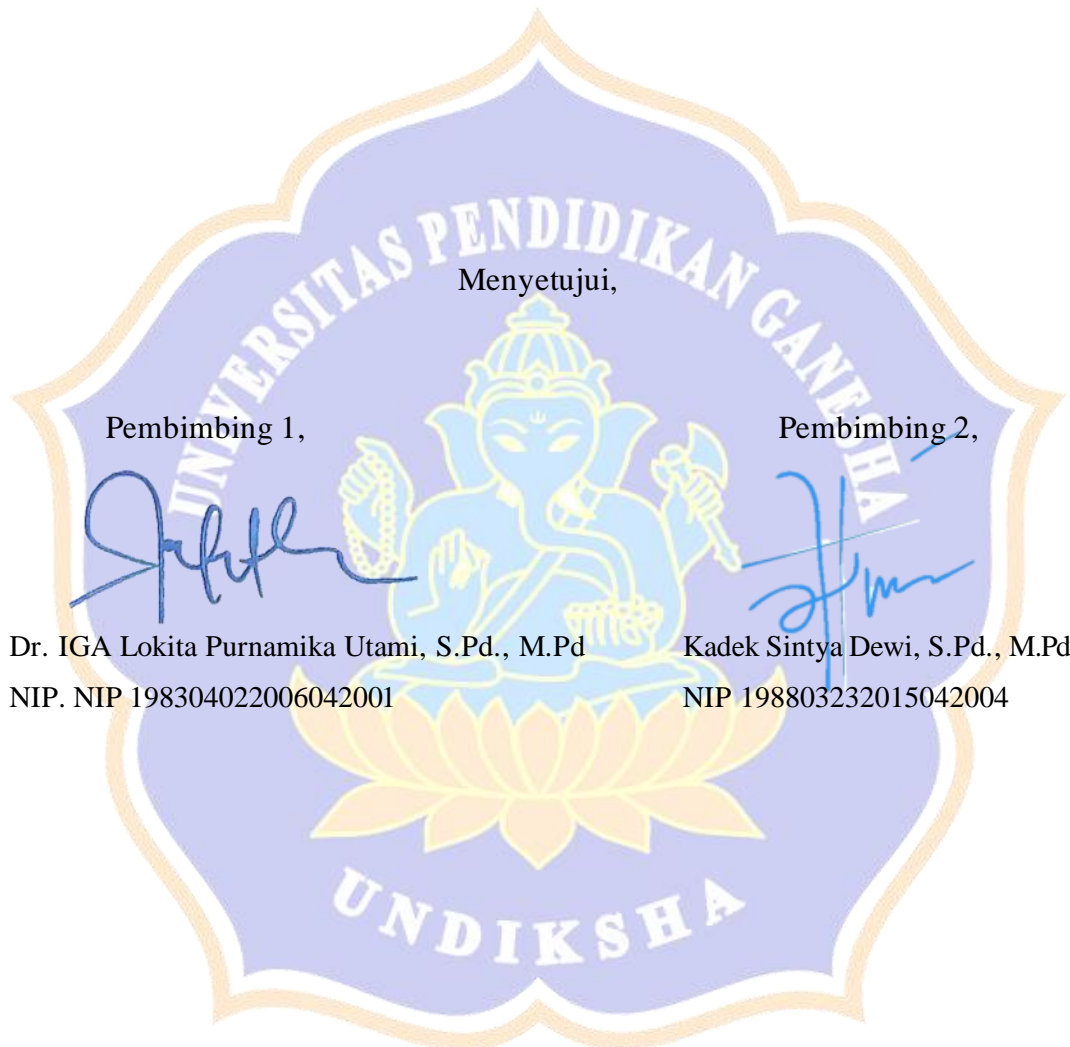 UNIVERSITAS PENDIDIKAN GANESHA
Menyetujui,
Pembimbing 1,
Pembimbing 2,
Dr. IGA Lokita Purnamika Utami, S.Pd., M.Pd
Kadek Sintya Dewi, S.Pd., M.Pd
NIP. NIP 198304022006042001
NIP 198803232015042004
UNDIKSHA